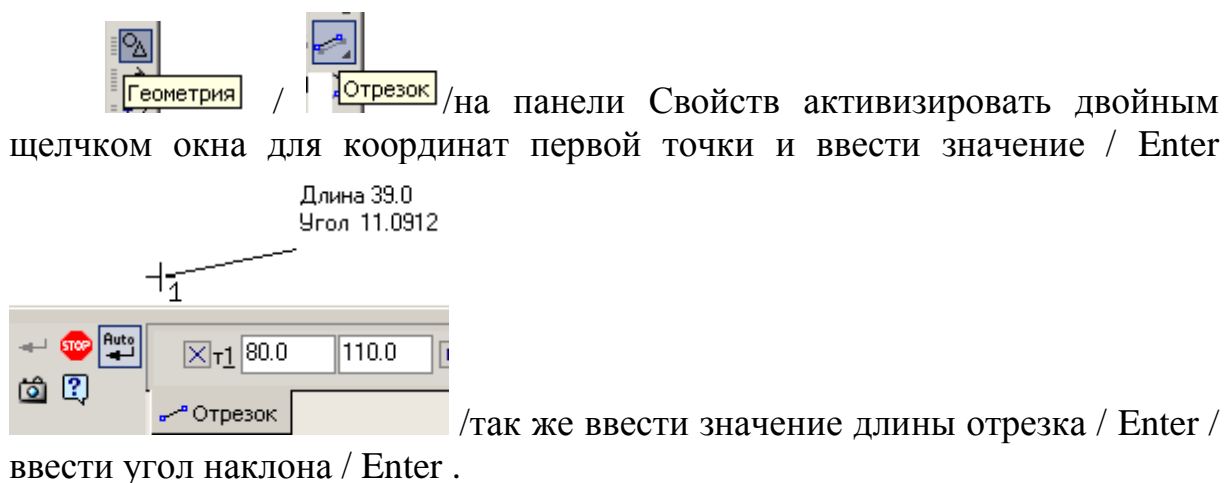 Геометрия / Отрезок /на панели Свойств активизировать двойным
щелчком окна для координат первой точки и ввести значение / Enter
Длина 39.0
Угол 11.0912
1
STOP Auto т1 80.0 110.0
Отрезок /так же ввести значение длины отрезка / Enter /
ввести угол наклона / Enter .